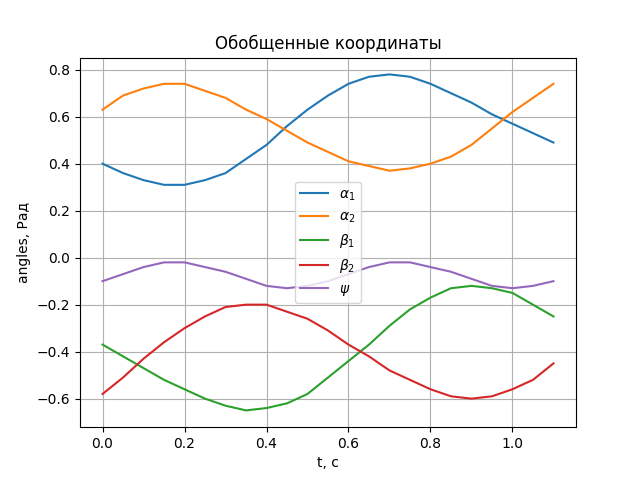 Обобщенные координаты
angles, Рад
0.8
0.6
0.4
0.2
0.0
−0.2
−0.4
−0.6
α1
α2
β1
β2
ψ
0.0 0.2 0.4 0.6 0.8 1.0
t, c